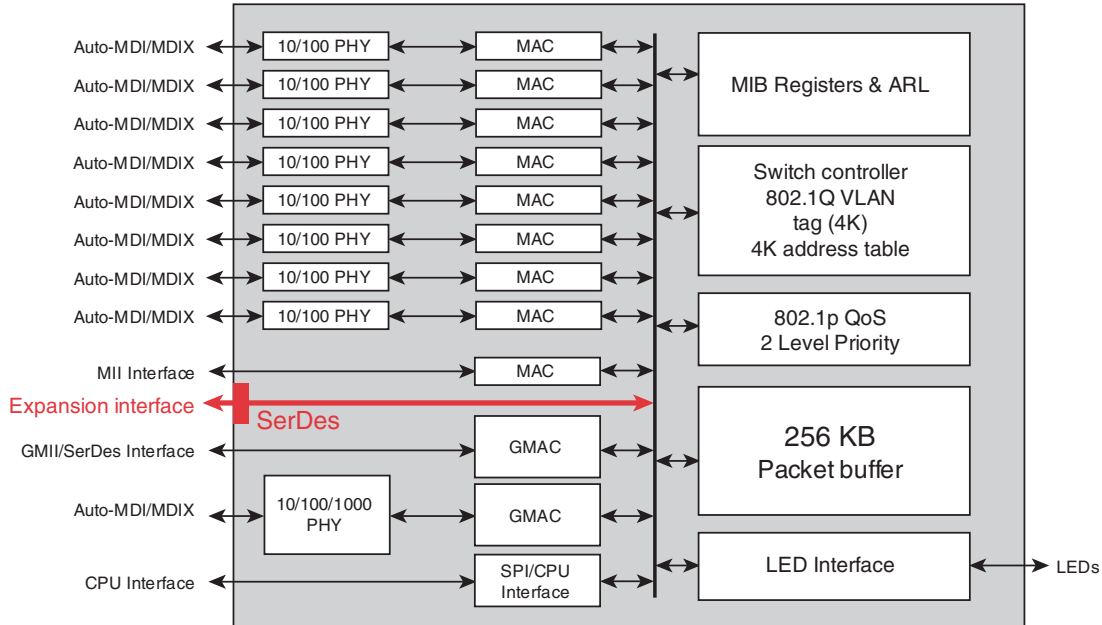 Auto-MDI/MDIX 10/100 PHY MAC
Auto-MDI/MDIX 10/100 PHY MAC
Auto-MDI/MDIX 10/100 PHY MAC
Auto-MDI/MDIX 10/100 PHY MAC
Auto-MDI/MDIX 10/100 PHY MAC
Auto-MDI/MDIX 10/100 PHY MAC
Auto-MDI/MDIX 10/100 PHY MAC
Auto-MDI/MDIX 10/100 PHY MAC
MII Interface MAC
Expansion interface
SerDes
GMII/SerDes Interface GMAC
Auto-MDI/MDIX
10/100/1000
PHY
GMAC
CPU Interface
SPI/CPU
Interface
MIB Registers & ARL
Switch controller
802.1Q VLAN
tag (4K)
4K address table
802.1p QoS
2 Level Priority
256 KB
Packet buffer
LED Interface
LEDs